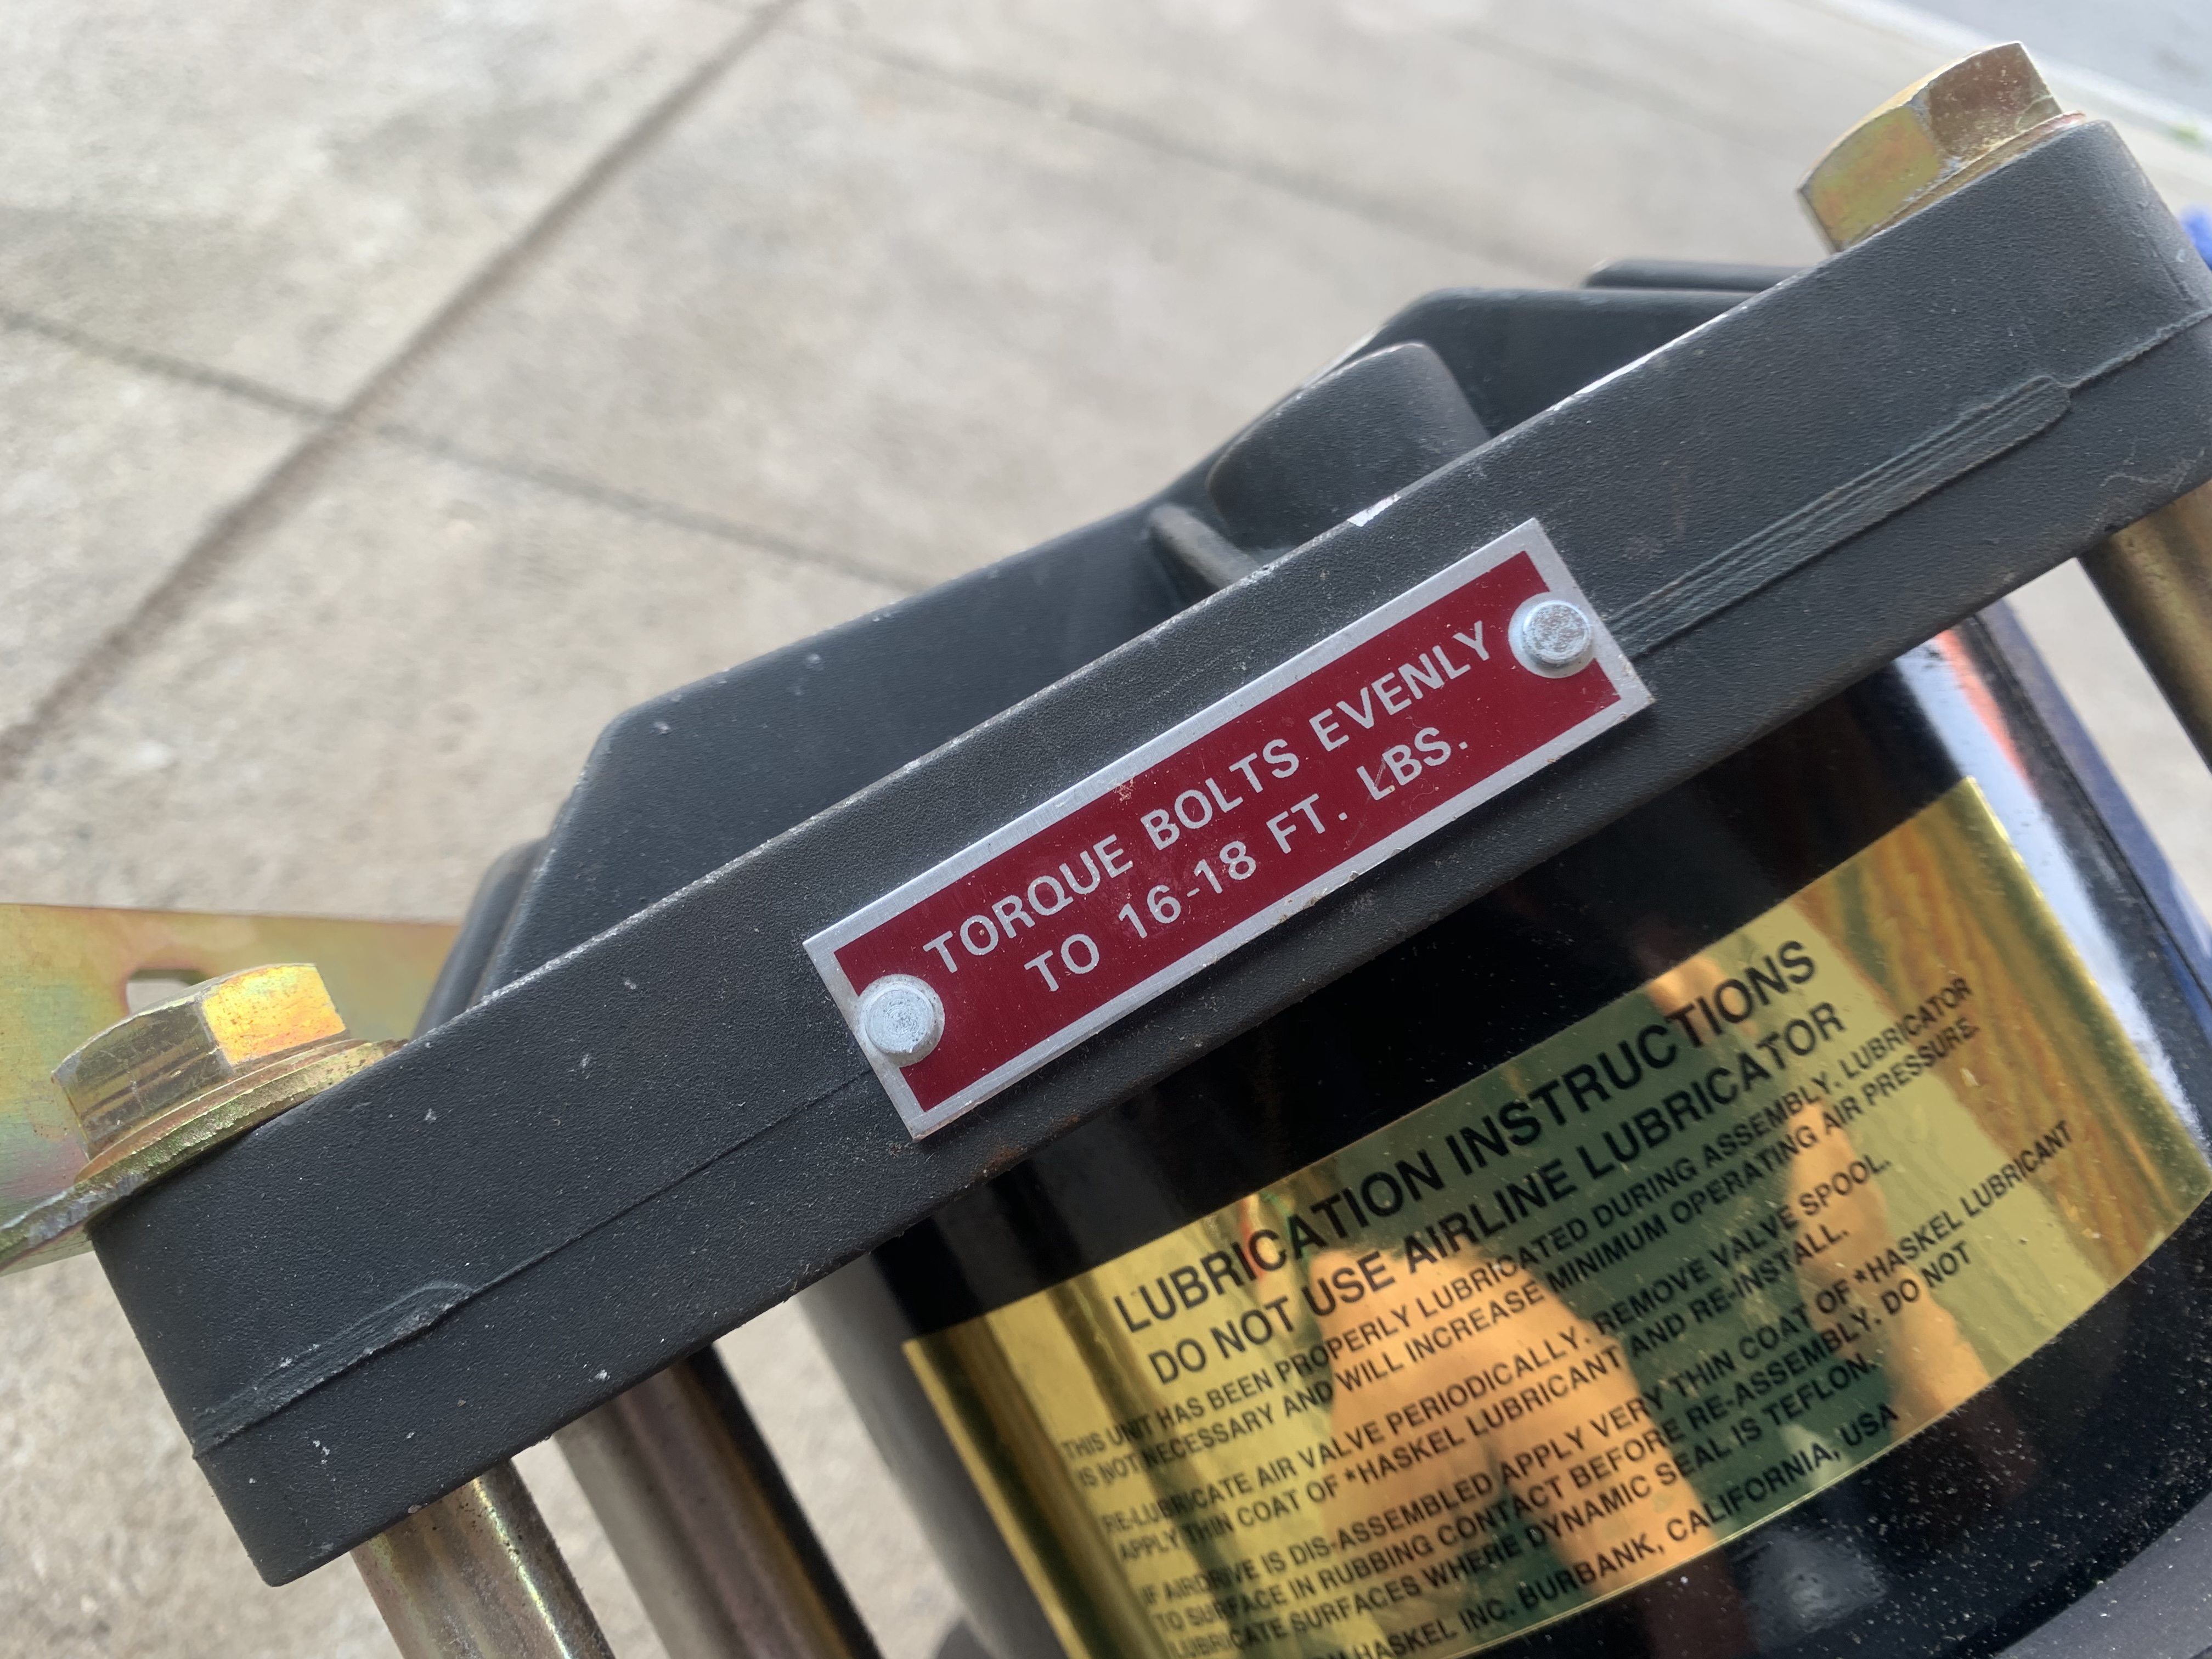 TORQUE BOLTS EVENLY
TO 16-18 FT. LBS.
LUBRICATION INSTRUCTIONS
DO NOT USE AIRLINE LUBRICATOR
THIS UNIT HAS BEEN PROPERLY LUBRICATED DURING ASSEMBLY. LUBRICATOR
IS NOT NECESSARY AND WILL INCREASE MINIMUM OPERATING AIR PRESSURE.
RE-LUBRICATE AIR VALVE PERIODICALLY. REMOVE VALVE SPOOL.
APPLY THIN COAT OF *HASKEL LUBRICANT AND RE-INSTALL.
IF AIRDRIVE IS DIS-ASSEMBLED APPLY VERY THIN COAT OF *HASKEL LUBRICANT
TO SURFACE IN RUBBING CONTACT BEFORE RE-ASSEMBLY. DO NOT
LUBRICATE SURFACES WHERE DYNAMIC SEAL IS TEFLON.
HASKEL INC. BURBANK, CALIFORNIA, USA